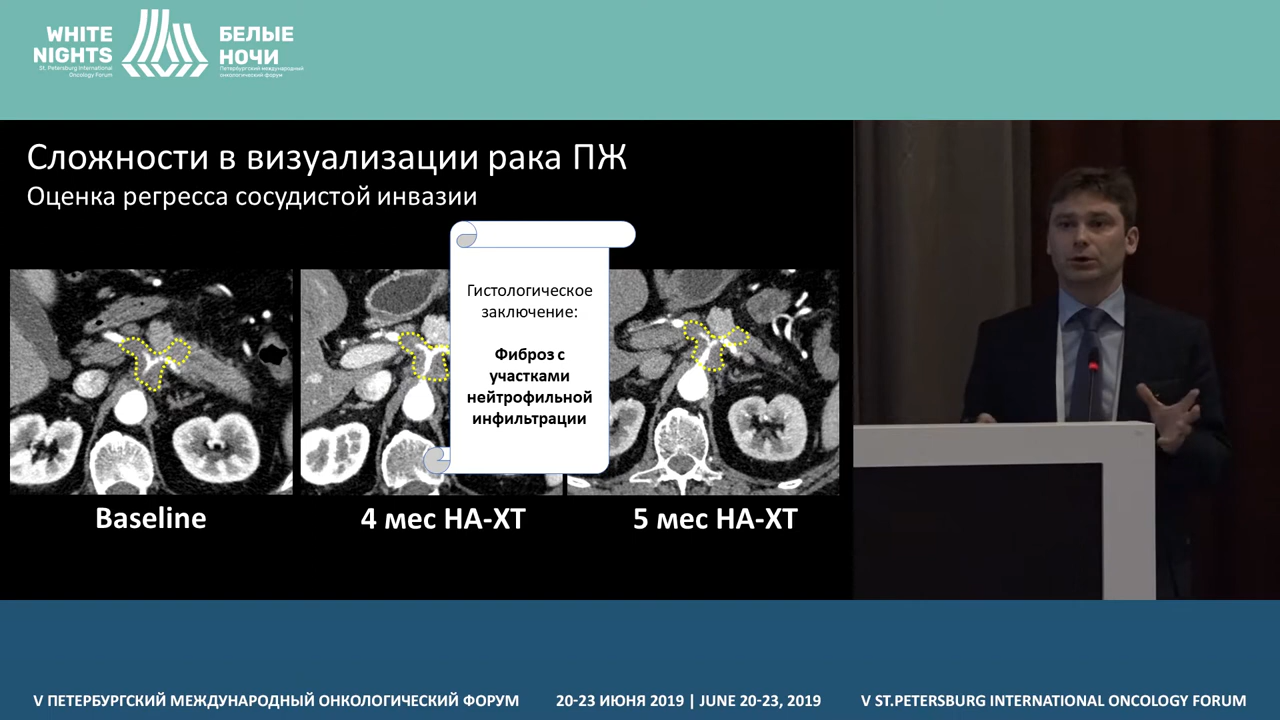 WHITE
NIGHTS
St. Petersburg International
Oncology Forum
БЕЛЫЕ
НОЧИ
Петербургский международный
онкологический форум
Сложности в визуализации рака ПЖ
Оценка регресса сосудистой инвазии
Гистологическое
заключение:
Фиброз с
участками
нейтрофильной
инфильтрации
Baseline
4 мес НА-ХТ
5 мес НА-ХТ
V ПЕТЕРБУРГСКИЙ МЕЖДУНАРОДНЫЙ ОНКОЛОГИЧЕСКИЙ ФОРУМ
20-23 ИЮНЯ 2019 | JUNE 20-23, 2019
V ST.PETERSBURG INTERNATIONAL ONCOLOGY FORUM